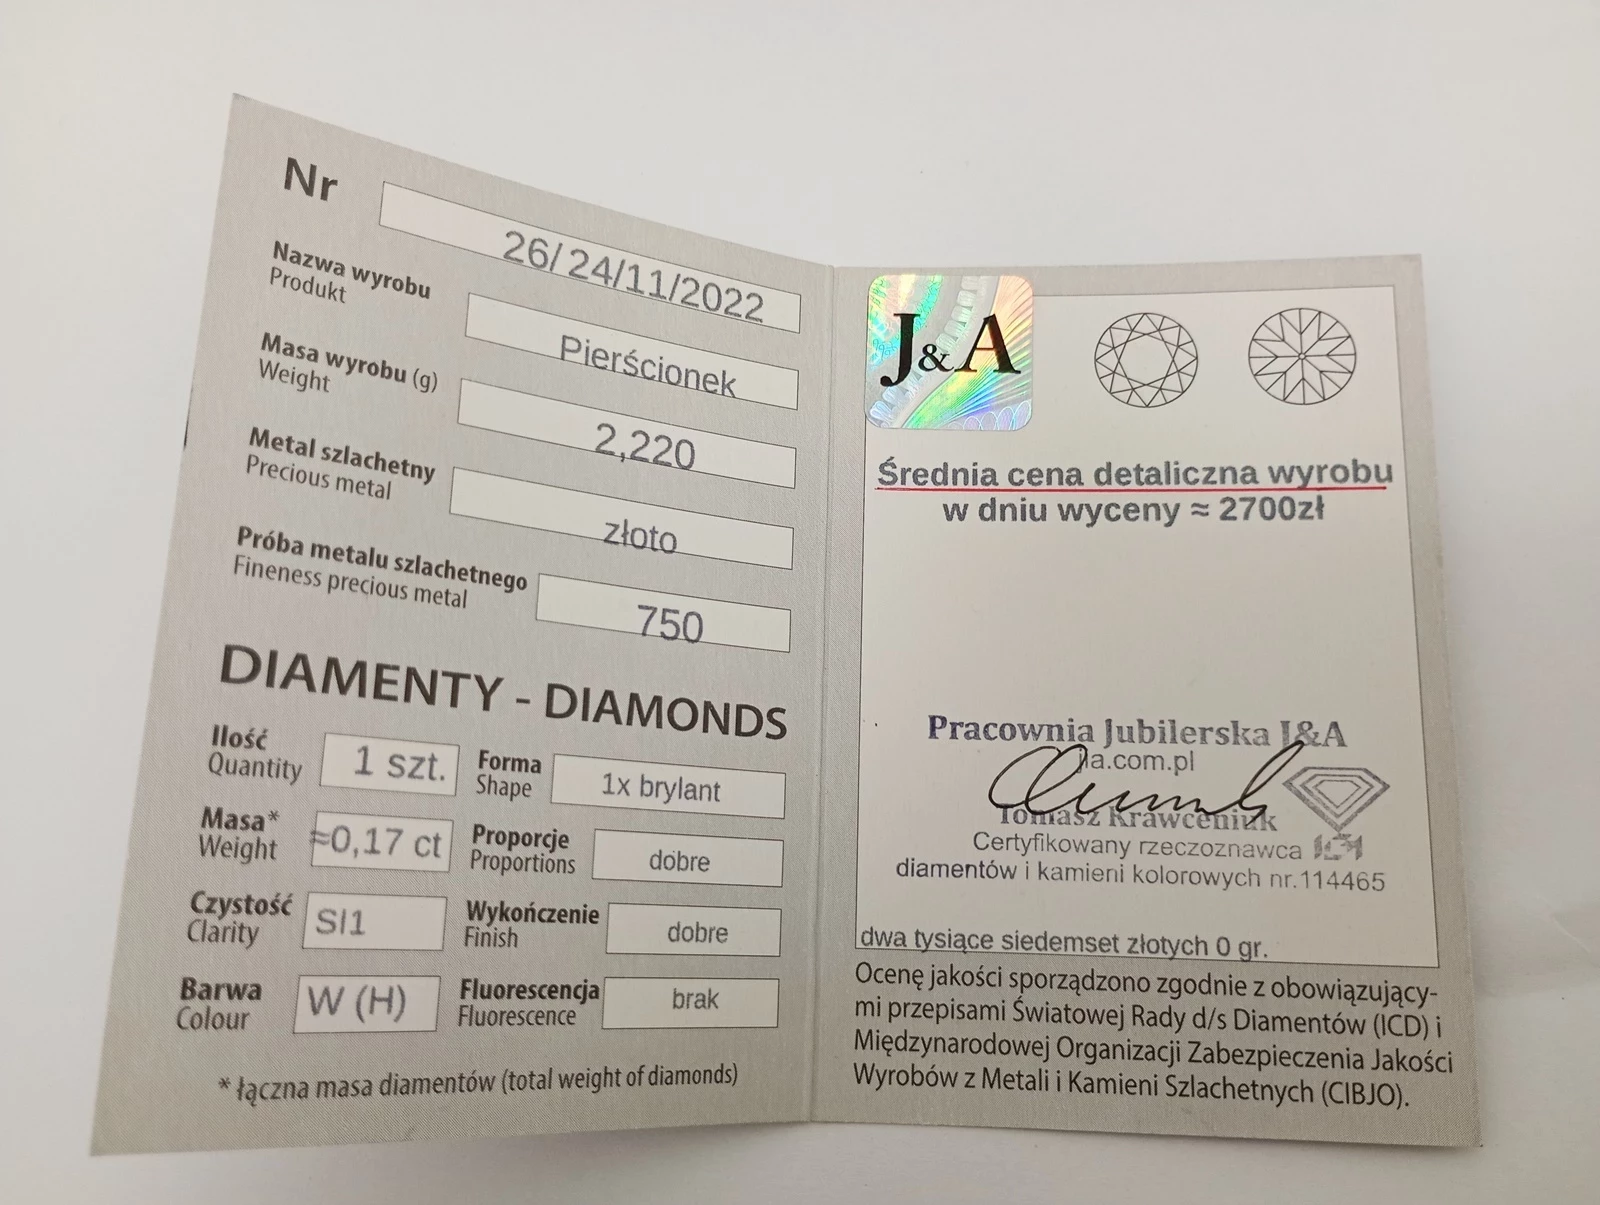 Nr 26/24/11/2022
Nazwa wyrobu
Produkt
Pierścionek
Masa wyrobu (g)
Weight
2,220
Metal szlachetny
Precious metal
złoto
Próba metalu szlachetnego
Fineness precious metal
750
DIAMENTY - DIAMONDS
Ilość
Quantity
1 szt.
Forma
Shape
1x brylant
Masa*
Weight
≈0,17 ct
Proporcje
Proportions
dobre
Czystość
Clarity
SI1
Wykończenie
Finish
dobre
Barwa
Colour
W (H)
Fluorescencja
Fluorescence
brak
* łączna masa diamentów (total weight of diamonds)
J&A
Średnia cena detaliczna wyrobu
w dniu wyceny ≈ 2700zł
Pracownia Jubilerska J&A
jia.com.pl
Tomasz Krawceniuk
Certyfikowany rzeczoznawca
diamentów i kamieni kolorowych nr.114465
dwa tysiące siedemset złotych 0 gr.
Ocenę jakości sporządzono zgodnie z obowiązujący-
mi przepisami Światowej Rady d/s Diamentów (ICD) i
Międzynarodowej Organizacji Zabezpieczenia Jakości
Wyrobów z Metali i Kamieni Szlachetnych (CIBJO).